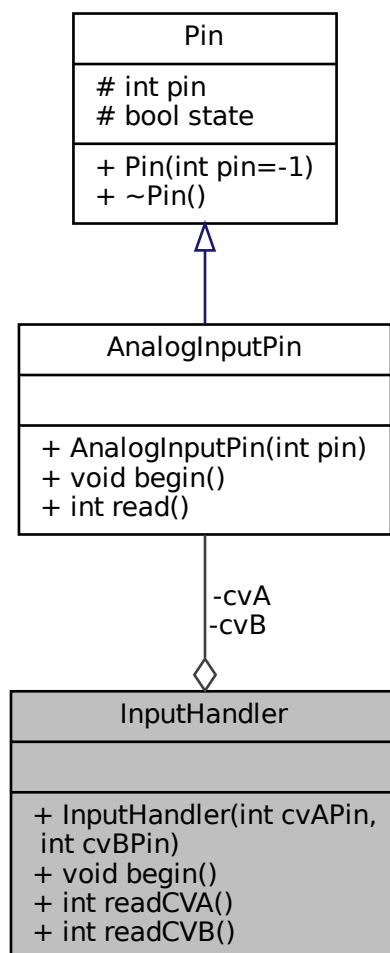 Pin
# int pin
# bool state
+ Pin(int pin=-1)
+ ~Pin()
AnalogInputPin
+ AnalogInputPin(int pin)
+ void begin()
+ int read()
-cvA
-cvB
InputHandler
+ InputHandler(int cvAPin,
int cvBPin)
+ void begin()
+ int readCVA()
+ int readCVB()